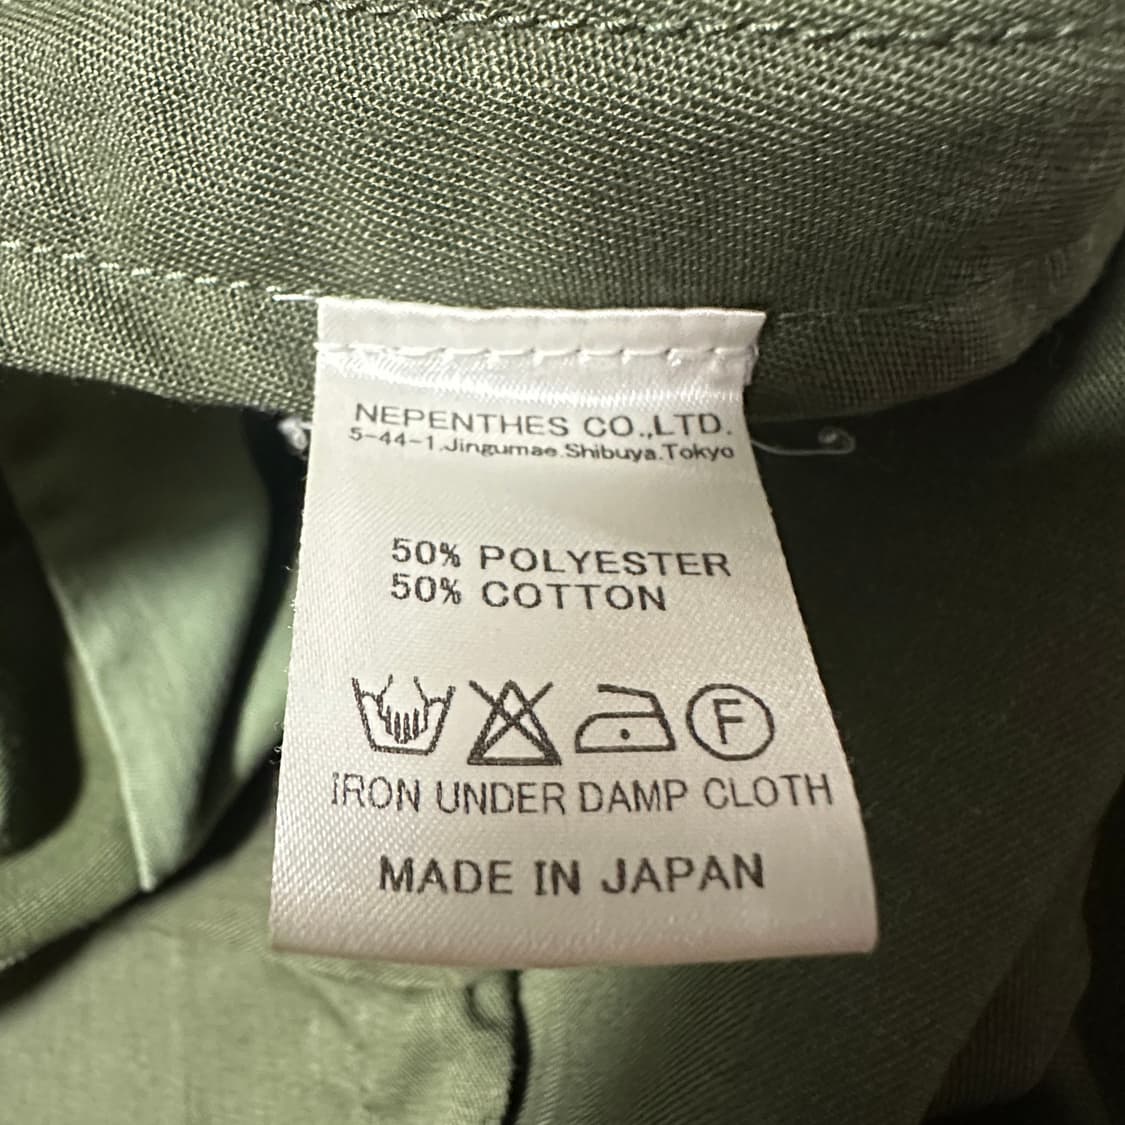 NEPENTHES CO.,LTD.
5-44-1.Jingumae.Shibuya.Tokyo
50% POLYESTER
50% COTTON
F
IRON UNDER DAMP CLOTH
MADE IN JAPAN